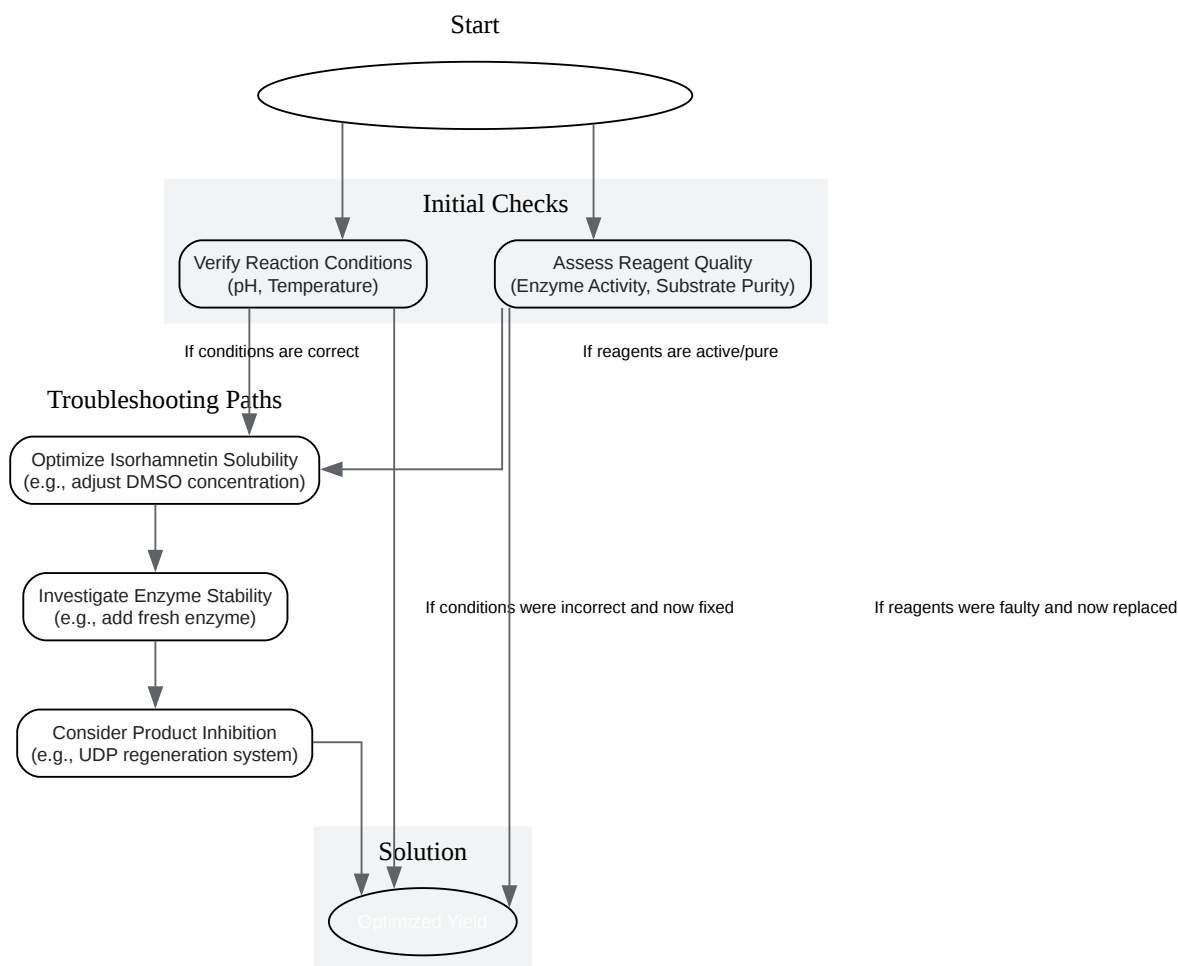 Start
Initial Checks
Verify Reaction Conditions
(pH, Temperature)
Assess Reagent Quality
(Enzyme Activity, Substrate Purity)
If conditions are correct
If reagents are active/pure
Troubleshooting Paths
Optimize Isorhamnetin Solubility
(e.g., adjust DMSO concentration)
Investigate Enzyme Stability
(e.g., add fresh enzyme)
If conditions were incorrect and now fixed
If reagents were faulty and now replaced
Consider Product Inhibition
(e.g., UDP regeneration system)
Solution
Optimized Yield